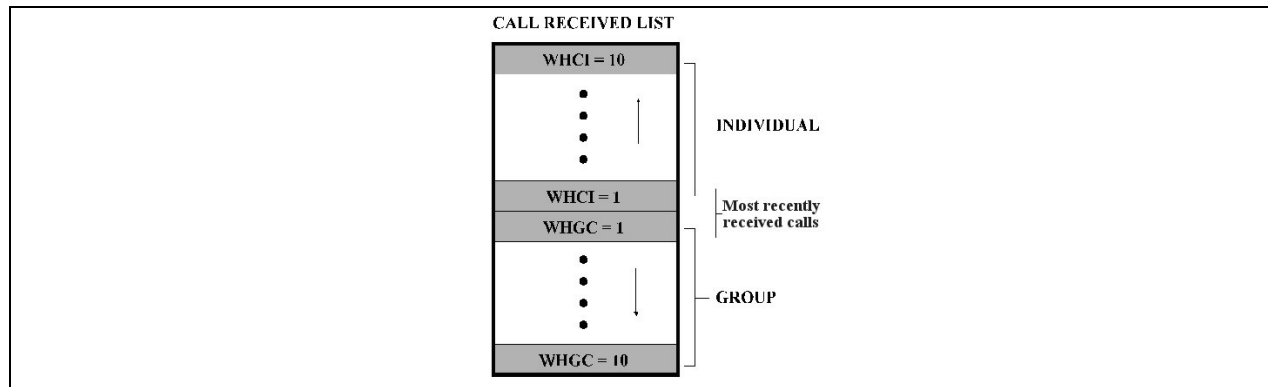 CALL RECEIVED LIST
WHCI = 10
INDIVIDUAL
WHCI = 1
Most recently
received calls
WHGC = 1
GROUP
WHGC = 10